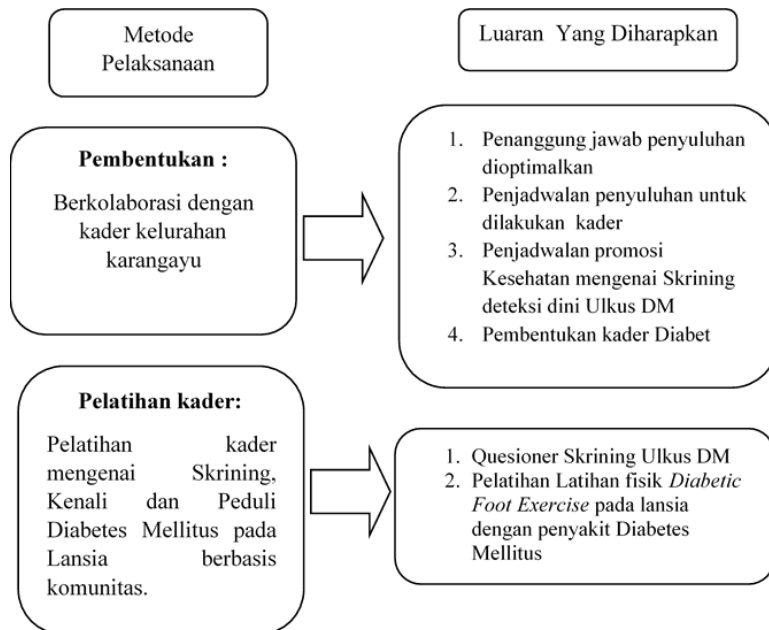 Metode
Pelaksanaan
Luaran Yang Diharapkan
Pembentukan :
Berkolaborasi dengan
kader kelurahan
karangayu
1. Penanggung jawab penyuluhan
dioptimalkan
2. Penjadwalan penyuluhan untuk
dilakukan kader
3. Penjadwalan promosi
Kesehatan mengenai Skrining
deteksi dini Ulkus DM
4. Pembentukan kader Diabet
Pelatihan kader:
Pelatihan kader
mengenai Skrining,
Kenali dan Peduli
Diabetes Mellitus pada
Lansia berbasis
komunitas.
1. Quesioner Skrining Ulkus DM
2. Pelatihan Latihan fisik Diabetic
Foot Exercise pada lansia
dengan penyakit Diabetes
Mellitus